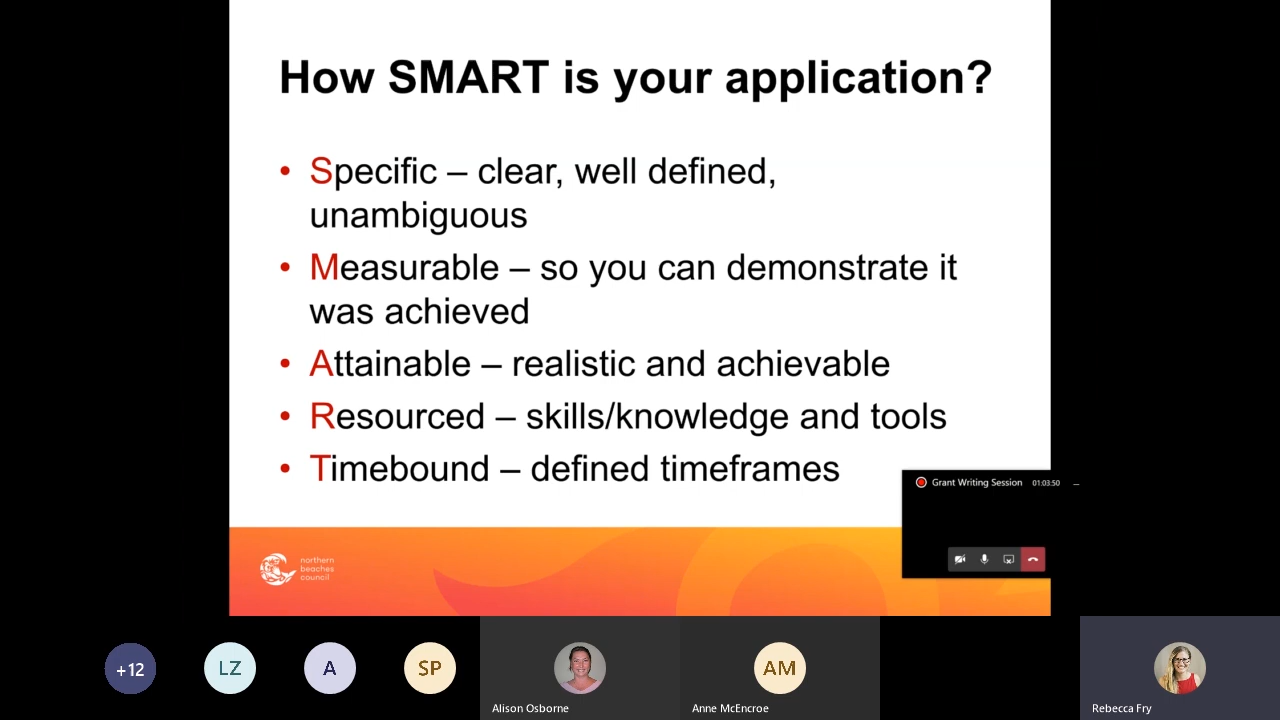 How SMART is your application?
• Specific – clear, well defined,
unambiguous
• Measurable – so you can demonstrate it
was achieved
• Attainable – realistic and achievable
• Resourced – skills/knowledge and tools
• Timebound – defined timeframes
Grant Writing Session 01:03:50
northern
beaches
council
+12
LZ
A
SP
AM
Alison Osborne
Anne McEncroe
Rebecca Fry